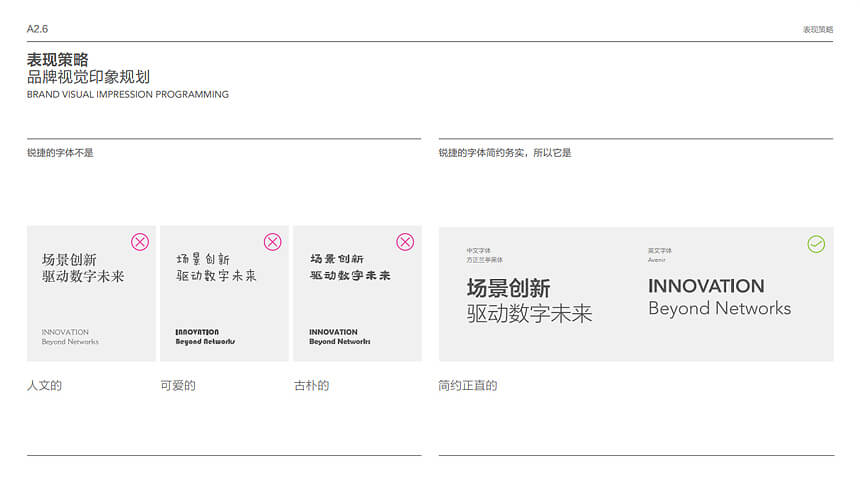 A2.6
表现策略
表现策略
品牌视觉印象规划
BRAND VISUAL IMPRESSION PROGRAMMING
锐捷的字体不是
场景创新
驱动数字未来
INNOVATION
Beyond Networks
人文的
场景创新
驱动数字未来
INNOVATION
Beyond Networks
可爱的
场景创新
驱动数字未来
INNOVATION
Beyond Networks
古朴的
锐捷的字体简约务实，所以它是
中文字体
方正兰亭黑体
场景创新
驱动数字未来
英文字体
Avenir
INNOVATION
Beyond Networks
简约正直的